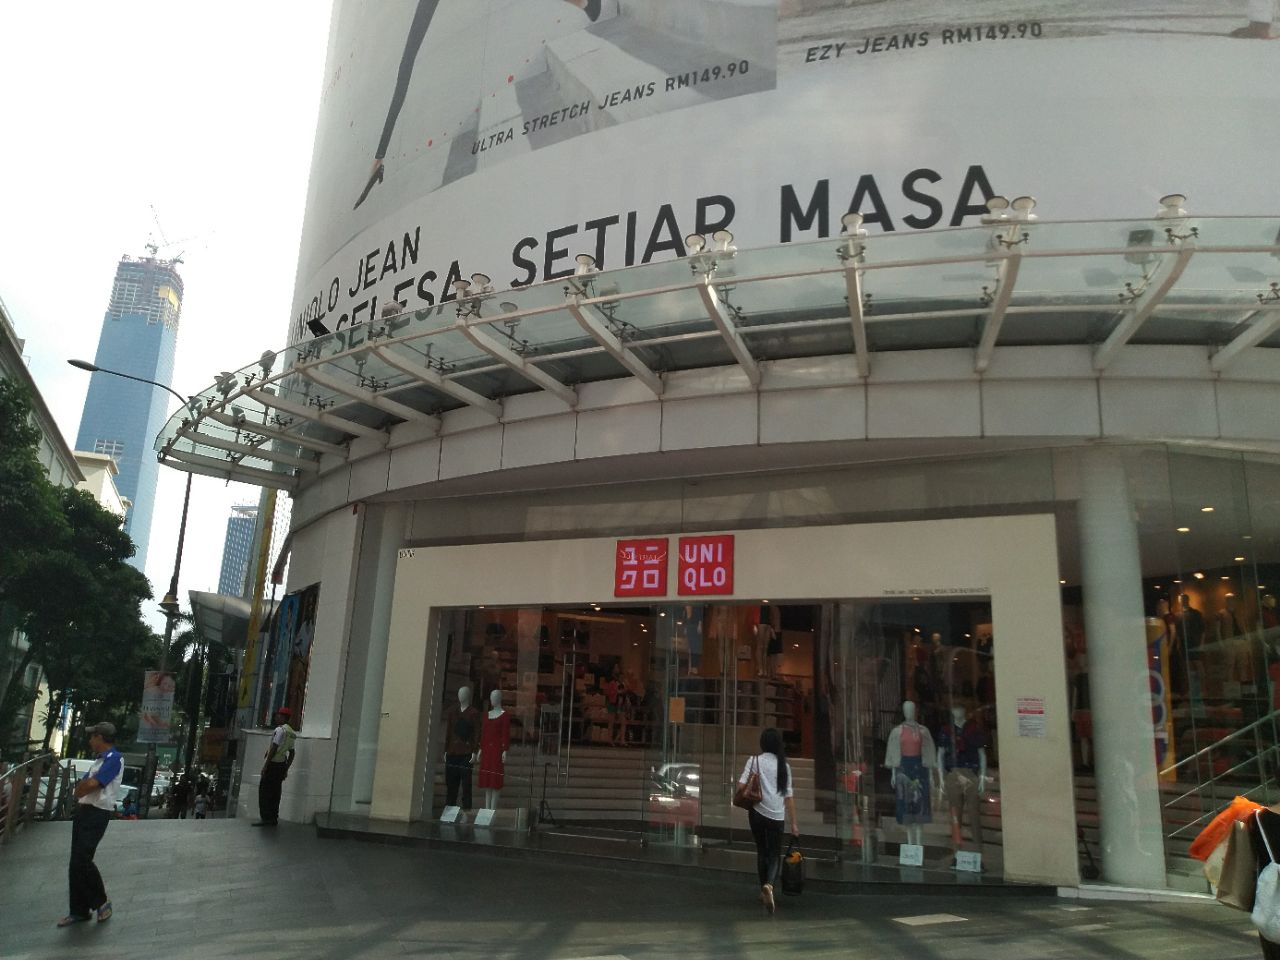 EZY JEANS RM149.90
ULTRA STRETCH JEANS RM149.90
UNIQLO JEAN
SELESA SETIAR MASA
ユニ
クロ
UNI
QLO